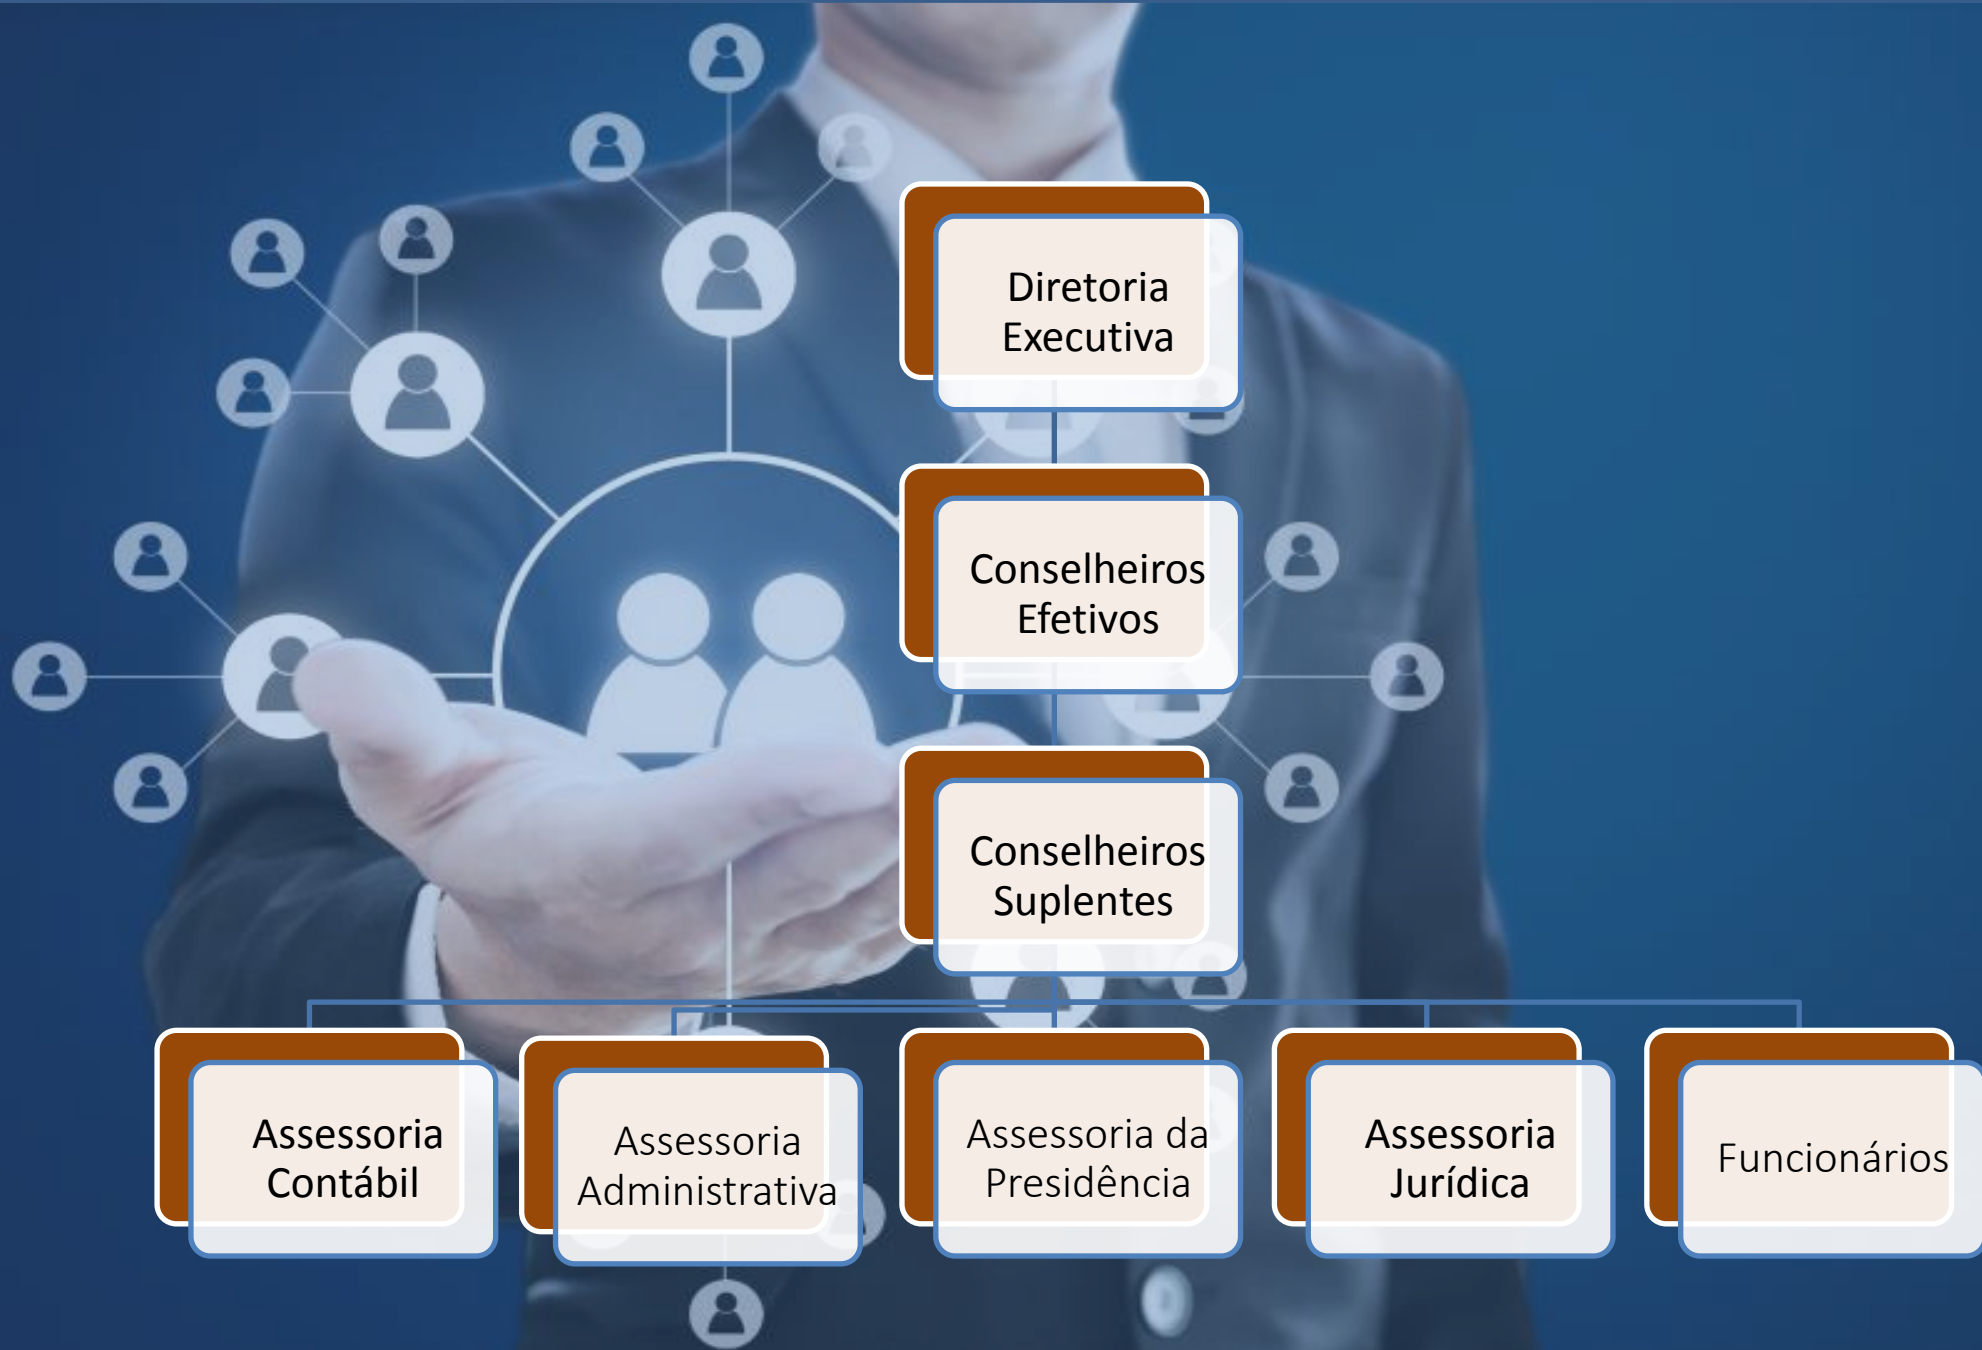 Diretoria
Executiva
Conselheiros
Efetivos
Conselheiros
Suplentes
Assessoria
Contábil
Assessoria
Administrativa
Assessoria da
Presidência
Assessoria
Jurídica
Funcionários